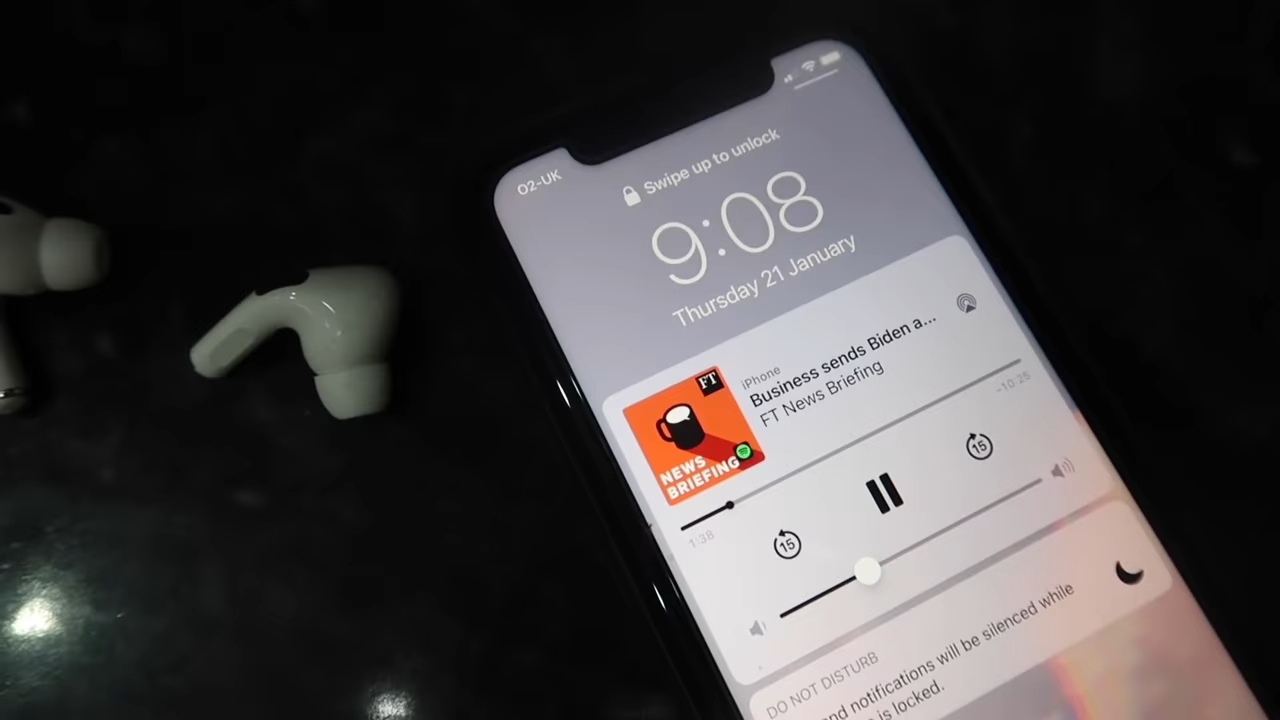 O2-UK
Swipe up to unlock
9:08
Thursday 21 January
iPhone
Business sends Biden a...
FT News Briefing
FT
NEWS
BRIEFING
1:38
-10:25
15
15
DO NOT DISTURB
nd notifications will be silenced while
is locked.